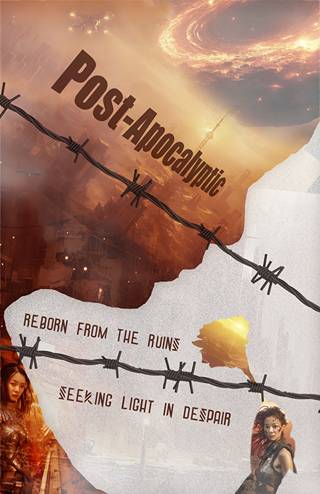 Post-Apocalyptic
REBORN FROM THE RUINS
SEEKING LIGHT IN DESPAIR